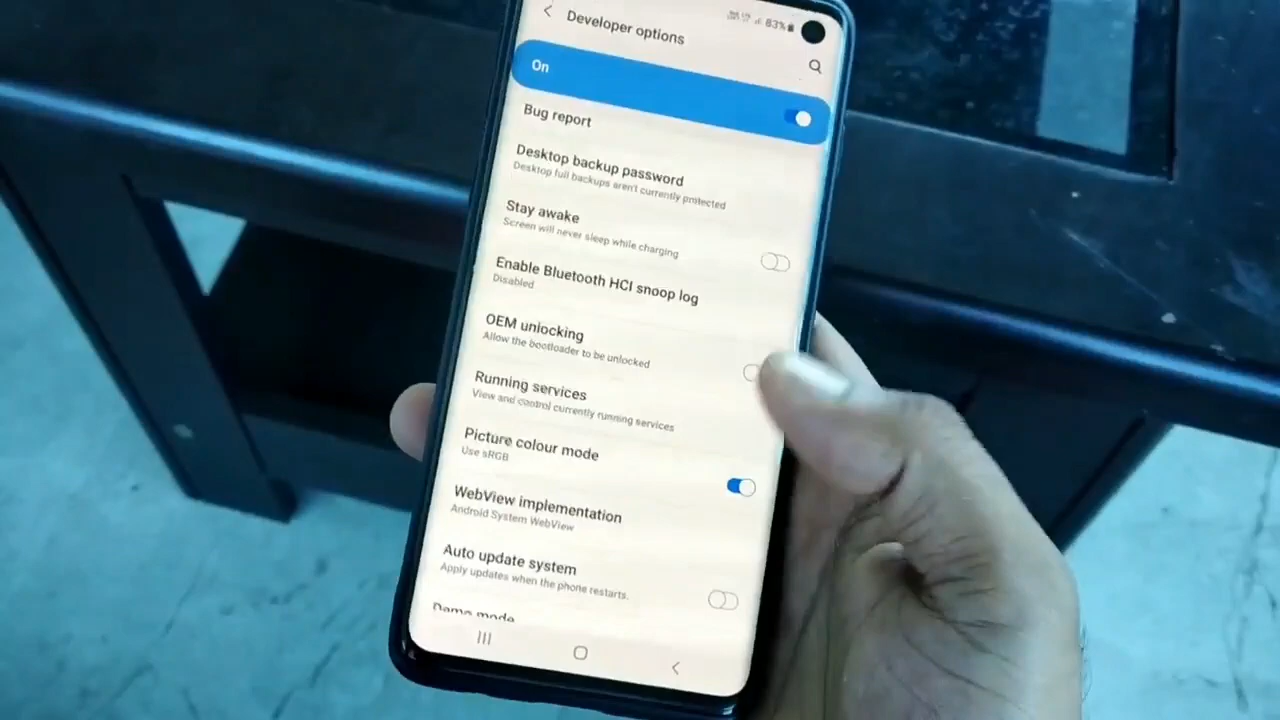 Developer options
83%
On
Bug report
Desktop backup password
Desktop full backups aren't currently protected
Stay awake
Screen will never sleep while charging
Enable Bluetooth HCI snoop log
Disabled
OEM unlocking
Allow the bootloader to be unlocked
Running services
View and control currently running services
Picture colour mode
Use sRGB
WebView implementation
Android System WebView
Auto update system
Apply updates when the phone restarts.
Demo mode